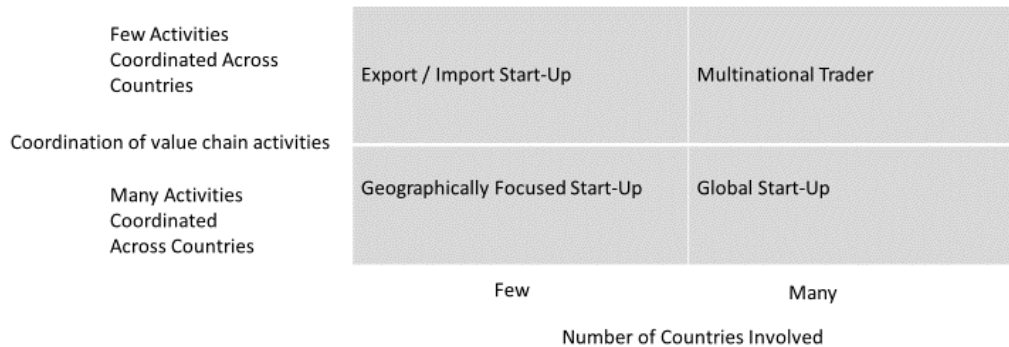 Few Activities
Coordinated Across
Countries
Export / Import Start-Up
Multinational Trader
Coordination of value chain activities
Many Activities
Coordinated
Across Countries
Geographically Focused Start-Up
Global Start-Up
Few
Many
Number of Countries Involved